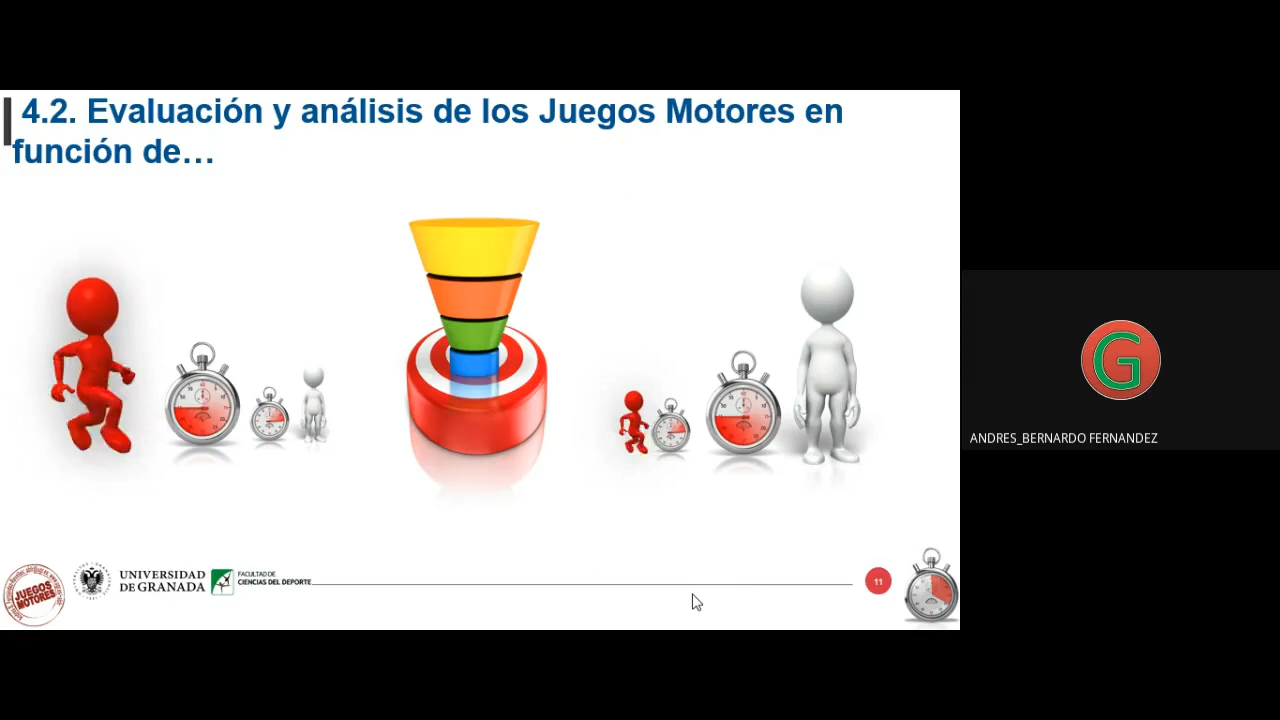 4.2. Evaluación y análisis de los Juegos Motores en
función de...
G
ANDRES_BERNARDO FERNANDEZ
JUEGOS
MOTORES
UNIVERSIDAD
DE GRANADA
FACULTAD DE
CIENCIAS DEL DEPORTE
11